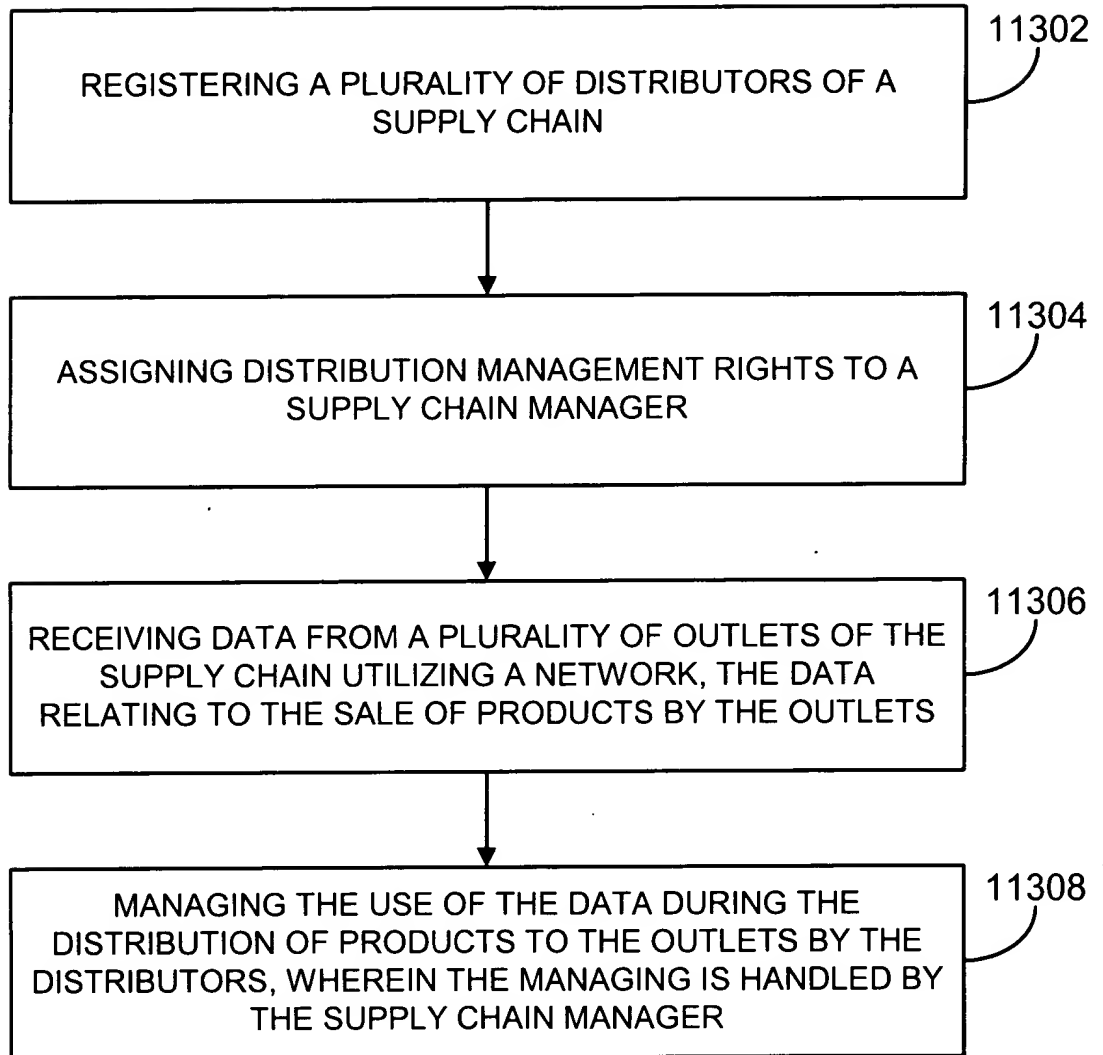 11302
REGISTERING A PLURALITY OF DISTRIBUTORS OF A
SUPPLY CHAIN
11304
ASSIGNING DISTRIBUTION MANAGEMENT RIGHTS TO A
SUPPLY CHAIN MANAGER
11306
RECEIVING DATA FROM A PLURALITY OF OUTLETS OF THE
SUPPLY CHAIN UTILIZING A NETWORK, THE DATA
RELATING TO THE SALE OF PRODUCTS BY THE OUTLETS
11308
MANAGING THE USE OF THE DATA DURING THE
DISTRIBUTION OF PRODUCTS TO THE OUTLETS BY THE
DISTRIBUTORS, WHEREIN THE MANAGING IS HANDLED BY
THE SUPPLY CHAIN MANAGER